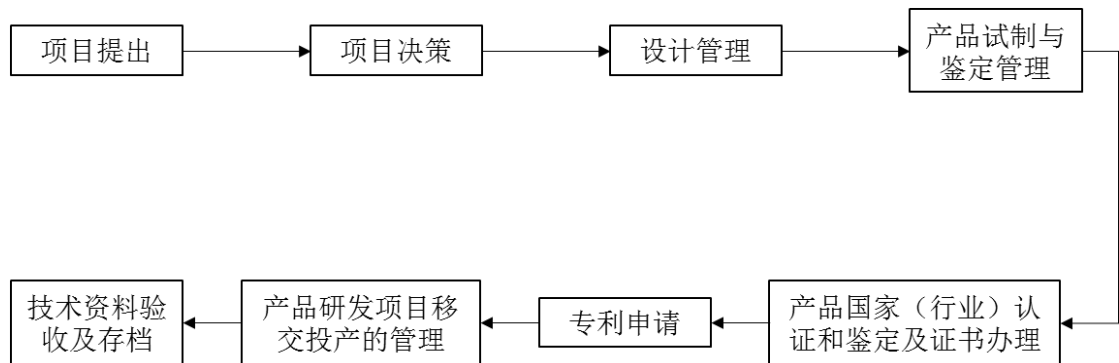 项目提出
项目决策
设计管理
产品试制与
鉴定管理
产品国家（行业）认
证和鉴定及证书办理
专利申请
产品研发项目移
交投产的管理
技术资料验
收及存档